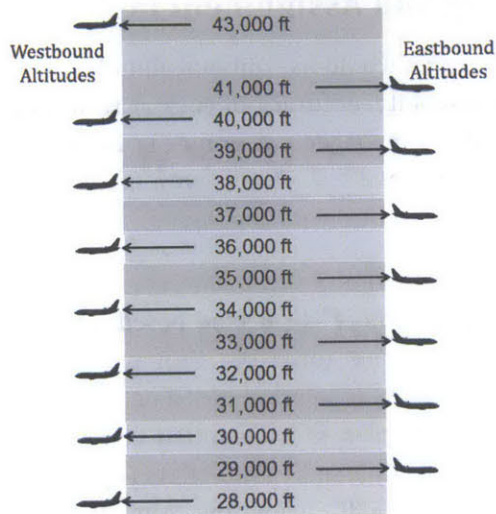 43,000 ft
Westbound
Altitudes
Eastbound
Altitudes
41,000 ft
40,000 ft
39,000 ft
38,000 ft
37,000 ft
36,000 ft
35,000 ft
34,000 ft
33,000 ft
32,000 ft
31,000 ft
30,000 ft
29,000 ft
28,000 ft